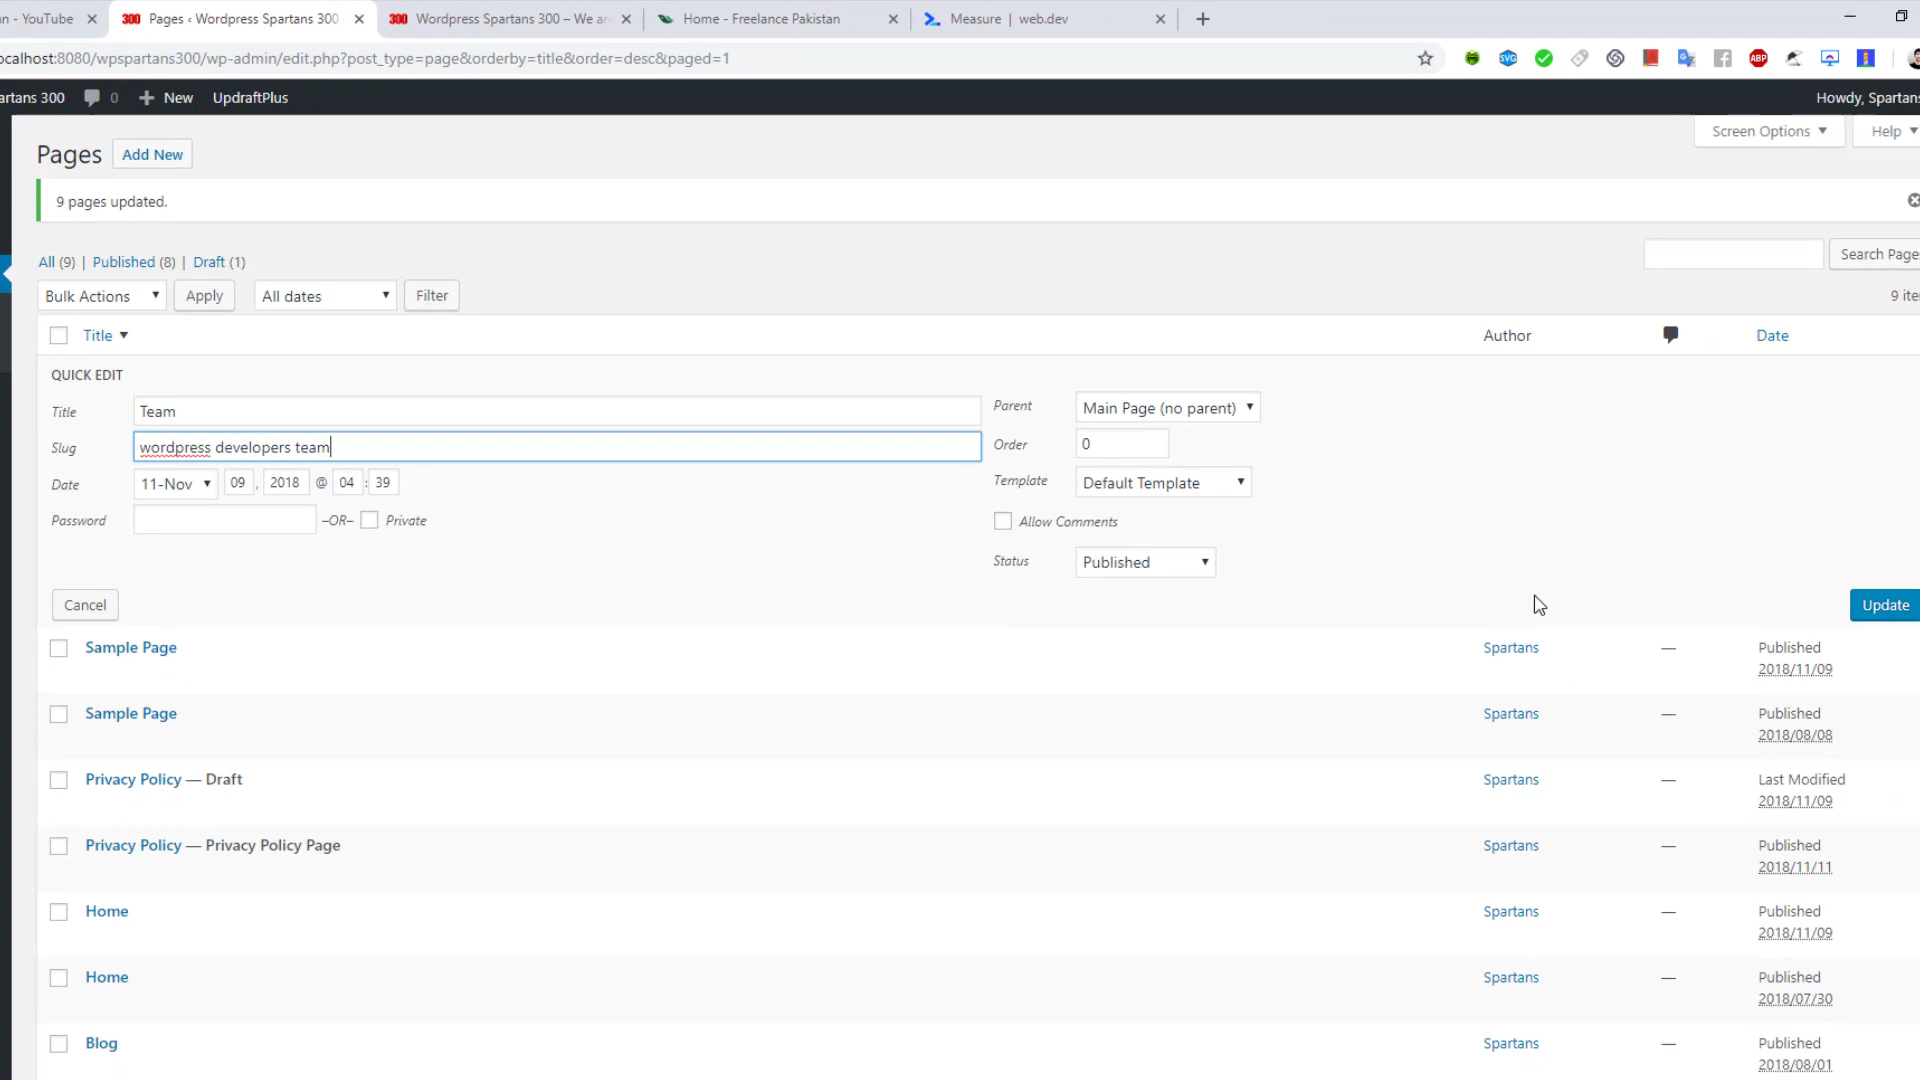 n - YouTube
300 Pages ‹ Wordpress Spartans 300
300 Wordpress Spartans 300 – We a
Home - Freelance Pakistan
Measure | web.dev
ocalhost:8080/wpspartans300/wp-admin/edit.php?post_type=page&orderby=title&order=desc&paged=1
SVG
ABP
rtans 300 0 New UpdraftPlus Howdy, Spartans
Screen Options Help
Pages Add New
9 pages updated.
All (9) | Published (8) | Draft (1)
Search Page
Bulk Actions Apply All dates Filter 9 ite
Title Author Date
QUICK EDIT
Title Team
Slug wordpress developers team
Date 11-Nov 09 , 2018 @ 04 : 39
Password –OR– Private
Parent Main Page (no parent)
Order 0
Template Default Template
Allow Comments
Status Published
Cancel Update
Sample Page Spartans — Published
2018/11/09
Sample Page Spartans — Published
2018/08/08
Privacy Policy — Draft Spartans — Last Modified
2018/11/09
Privacy Policy — Privacy Policy Page Spartans — Published
2018/11/11
Home Spartans — Published
2018/11/09
Home Spartans — Published
2018/07/30
Blog Spartans — Published
2018/08/01